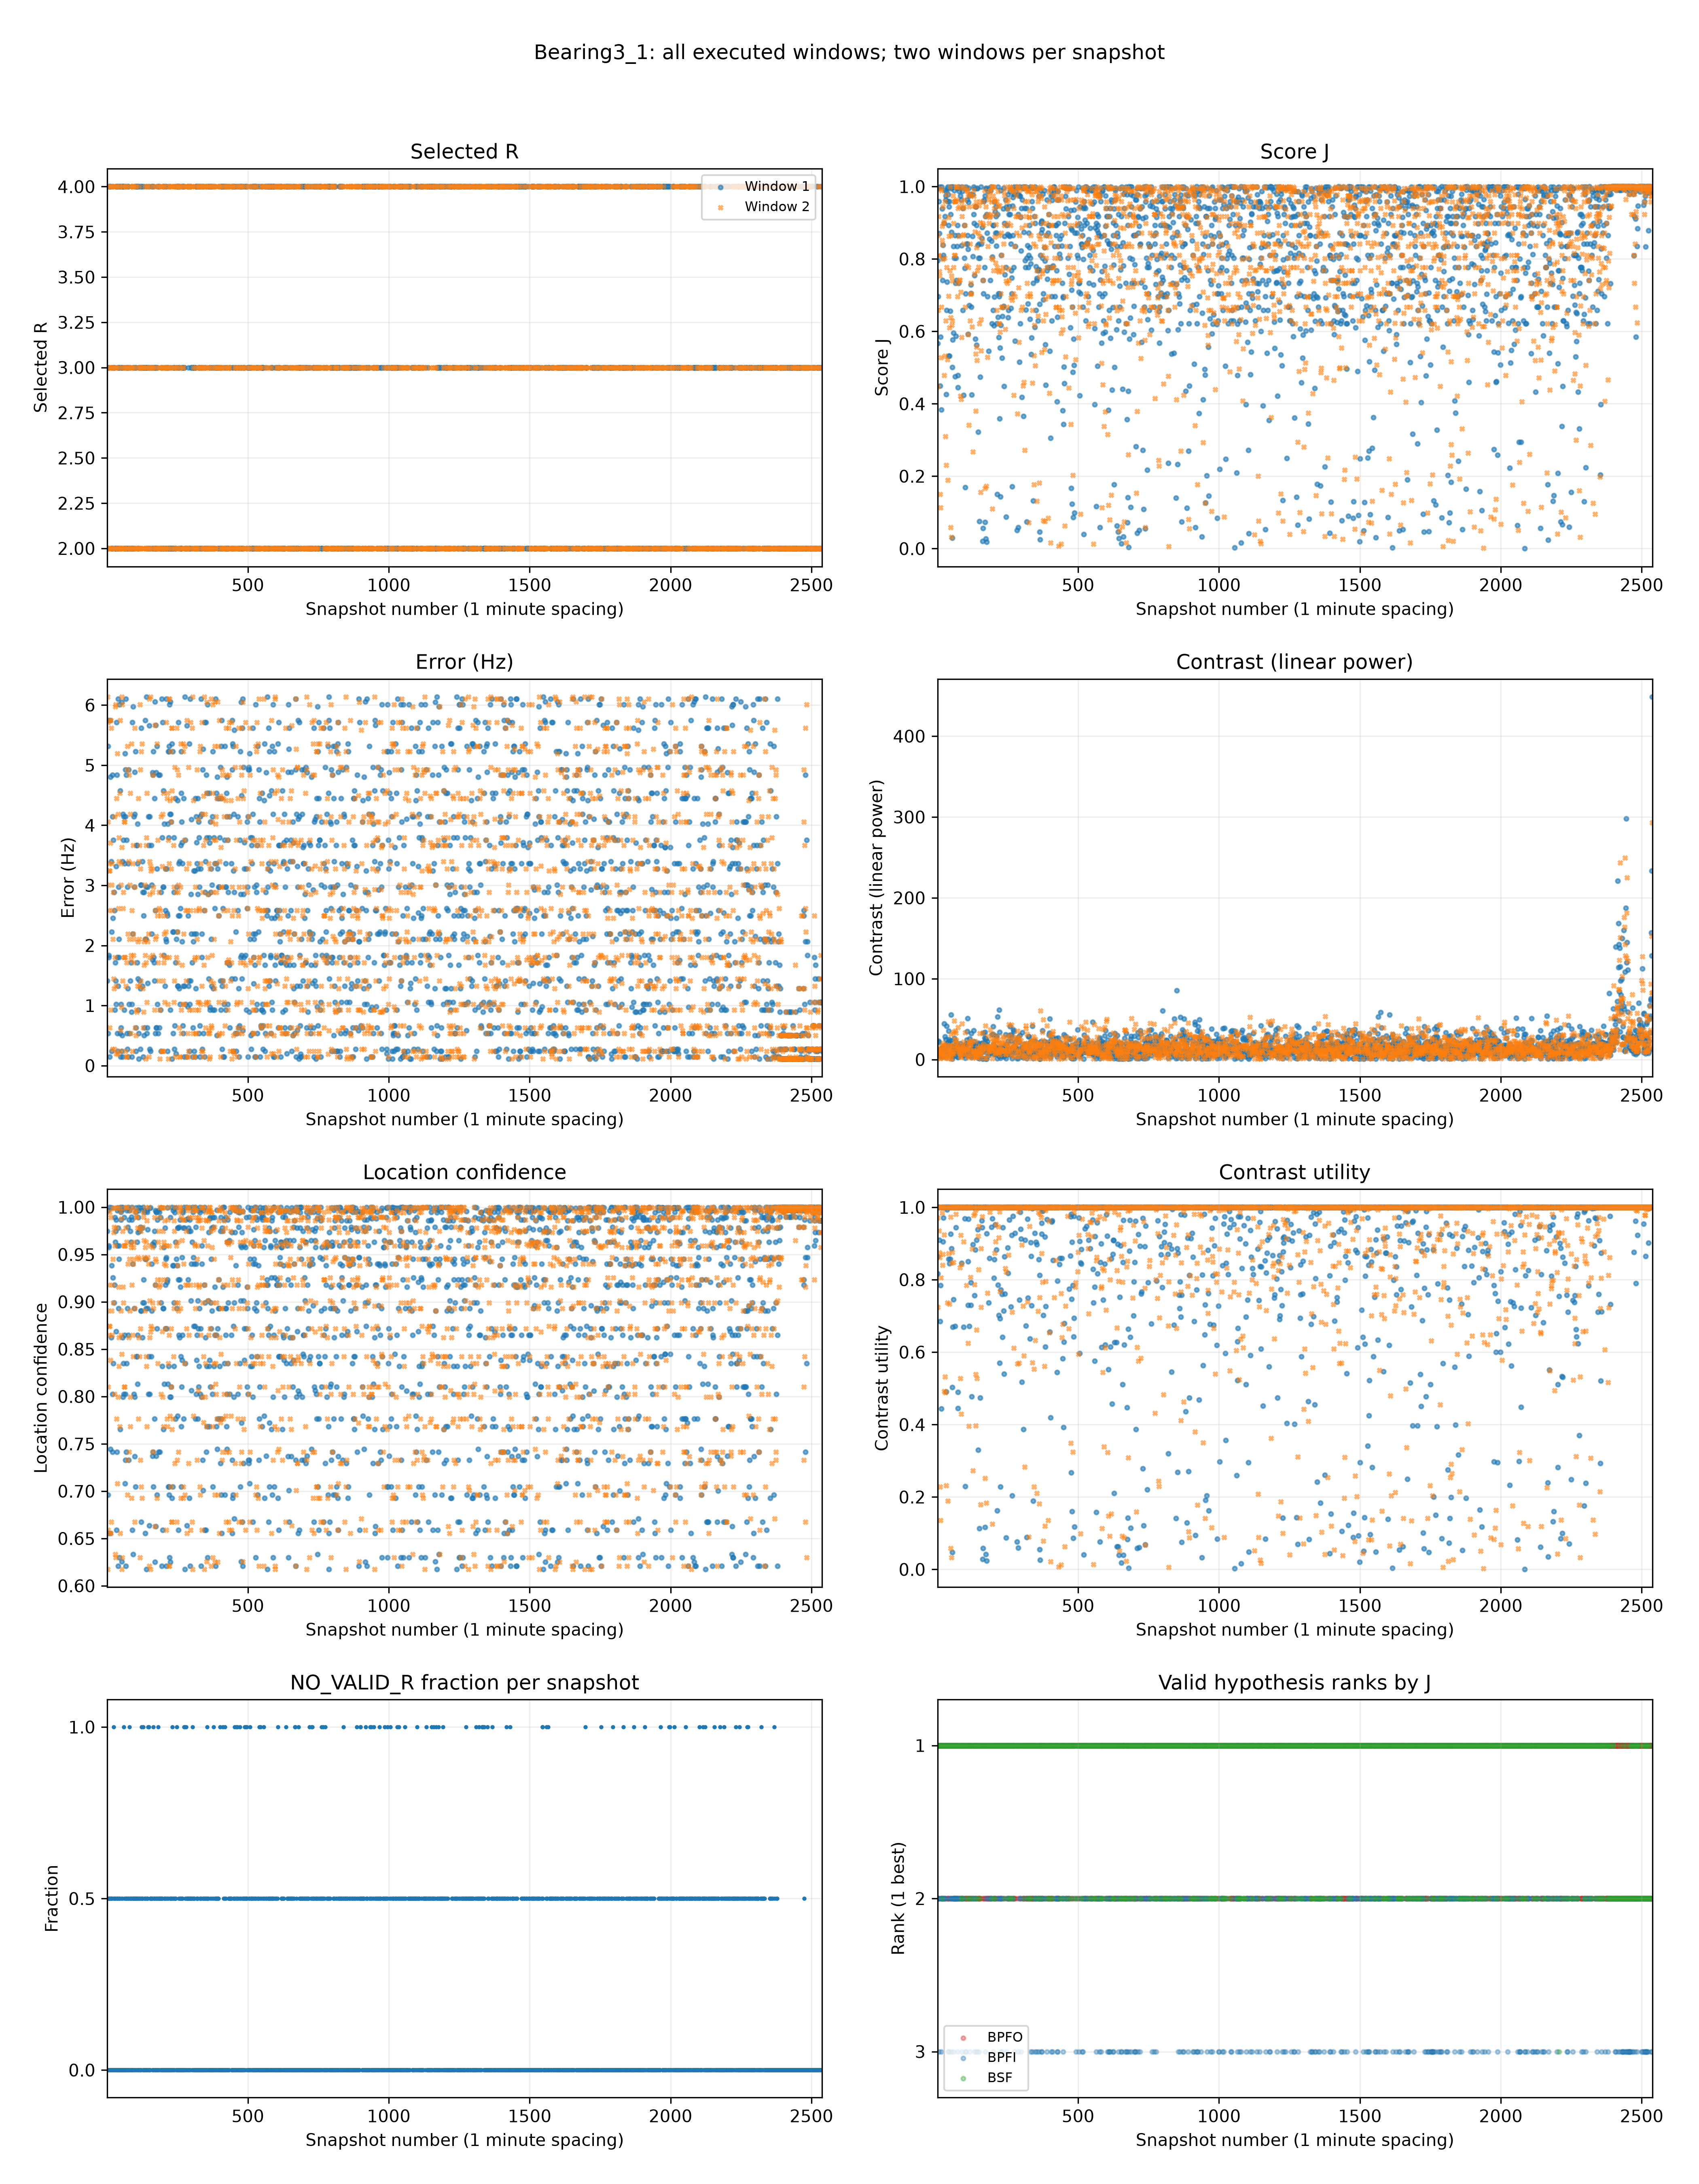 Bearing3_1: all executed windows; two windows per snapshot
Selected R
4.00
3.75
3.50
3.25
3.00
2.75
2.50
2.25
2.00
Selected R
Window 1
Window 2
500
1000
1500
2000
2500
Snapshot number (1 minute spacing)
Score J
1.0
0.8
0.6
0.4
0.2
0.0
Score J
500
1000
1500
2000
2500
Snapshot number (1 minute spacing)
Error (Hz)
6
5
4
3
2
1
0
Error (Hz)
500
1000
1500
2000
2500
Snapshot number (1 minute spacing)
Contrast (linear power)
400
300
200
100
0
Contrast (linear power)
500
1000
1500
2000
2500
Snapshot number (1 minute spacing)
Location confidence
1.00
0.95
0.90
0.85
0.80
0.75
0.70
0.65
0.60
Location confidence
500
1000
1500
2000
2500
Snapshot number (1 minute spacing)
Contrast utility
1.0
0.8
0.6
0.4
0.2
0.0
Contrast utility
500
1000
1500
2000
2500
Snapshot number (1 minute spacing)
NO_VALID_R fraction per snapshot
1.0
0.5
0.0
Fraction
500
1000
1500
2000
2500
Snapshot number (1 minute spacing)
Valid hypothesis ranks by J
1
2
3
Rank (1 best)
BPFO
BPFI
BSF
500
1000
1500
2000
2500
Snapshot number (1 minute spacing)